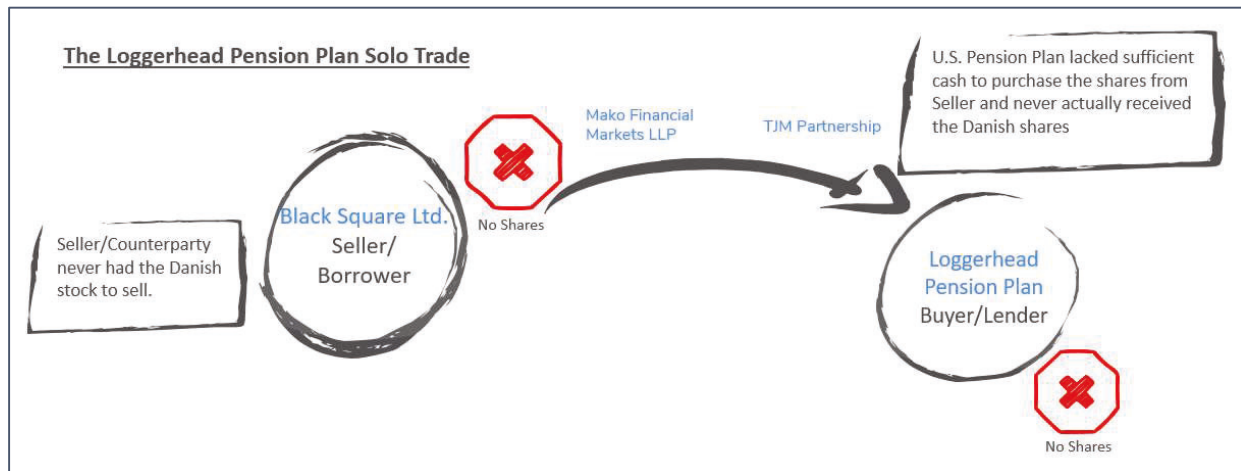 The Loggerhead Pension Plan Solo Trade
U.S. Pension Plan lacked sufficient
cash to purchase the shares from
Seller and never actually received
the Danish shares
Mako Financial
Markets LLP
TJM Partnership
No Shares
Black Square Ltd.
Seller/
Borrower
Seller/Counterparty
never had the Danish
stock to sell.
Loggerhead
Pension Plan
Buyer/Lender
No Shares